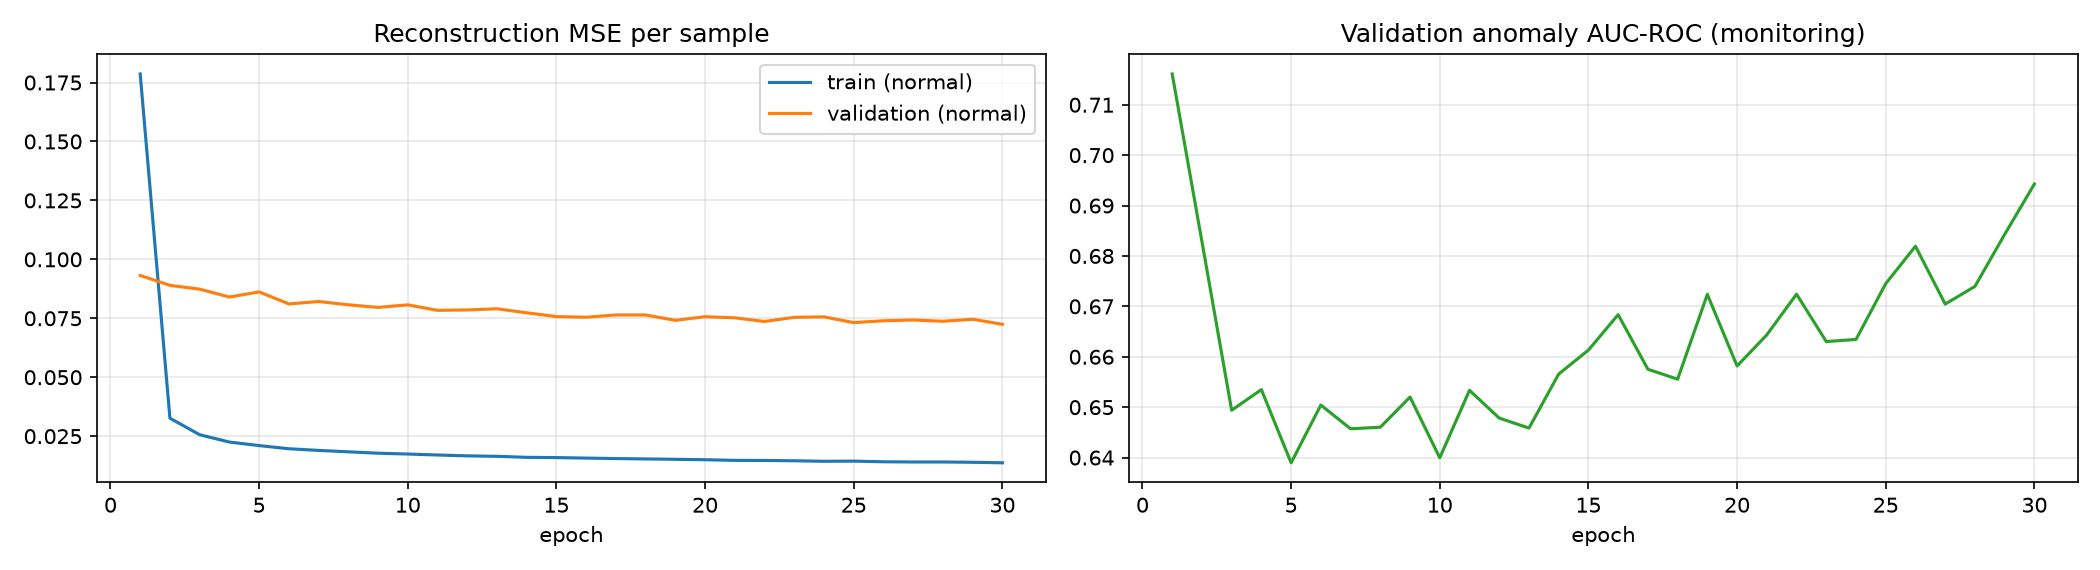 Reconstruction MSE per sample
0.175
0.150
0.125
0.100
0.075
0.050
0.025
train (normal)
validation (normal)
0 5 10 15 20 25 30
epoch
Validation anomaly AUC-ROC (monitoring)
0.71
0.70
0.69
0.68
0.67
0.66
0.65
0.64
0 5 10 15 20 25 30
epoch